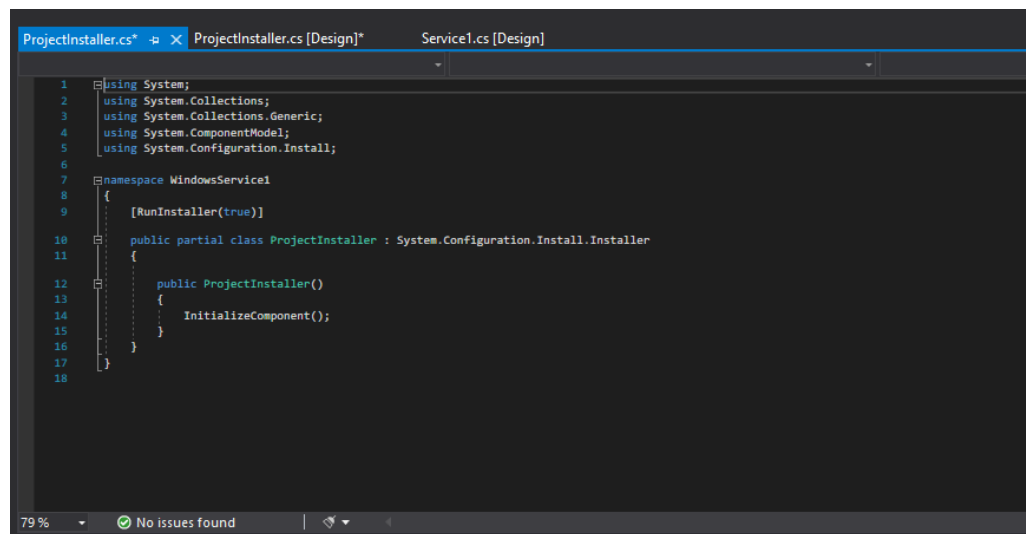 ProjectInstaller.cs* ProjectInstaller.cs [Design]* Service1.cs [Design]
1 using System;
2 using System.Collections;
3 using System.Collections.Generic;
4 using System.ComponentModel;
5 using System.Configuration.Install;
6
7 namespace WindowsService1
8 {
9 [RunInstaller(true)]
10 public partial class ProjectInstaller : System.Configuration.Install.Installer
11 {
12 public ProjectInstaller()
13 {
14 InitializeComponent();
15 }
16 }
17 }
18
79 % No issues found